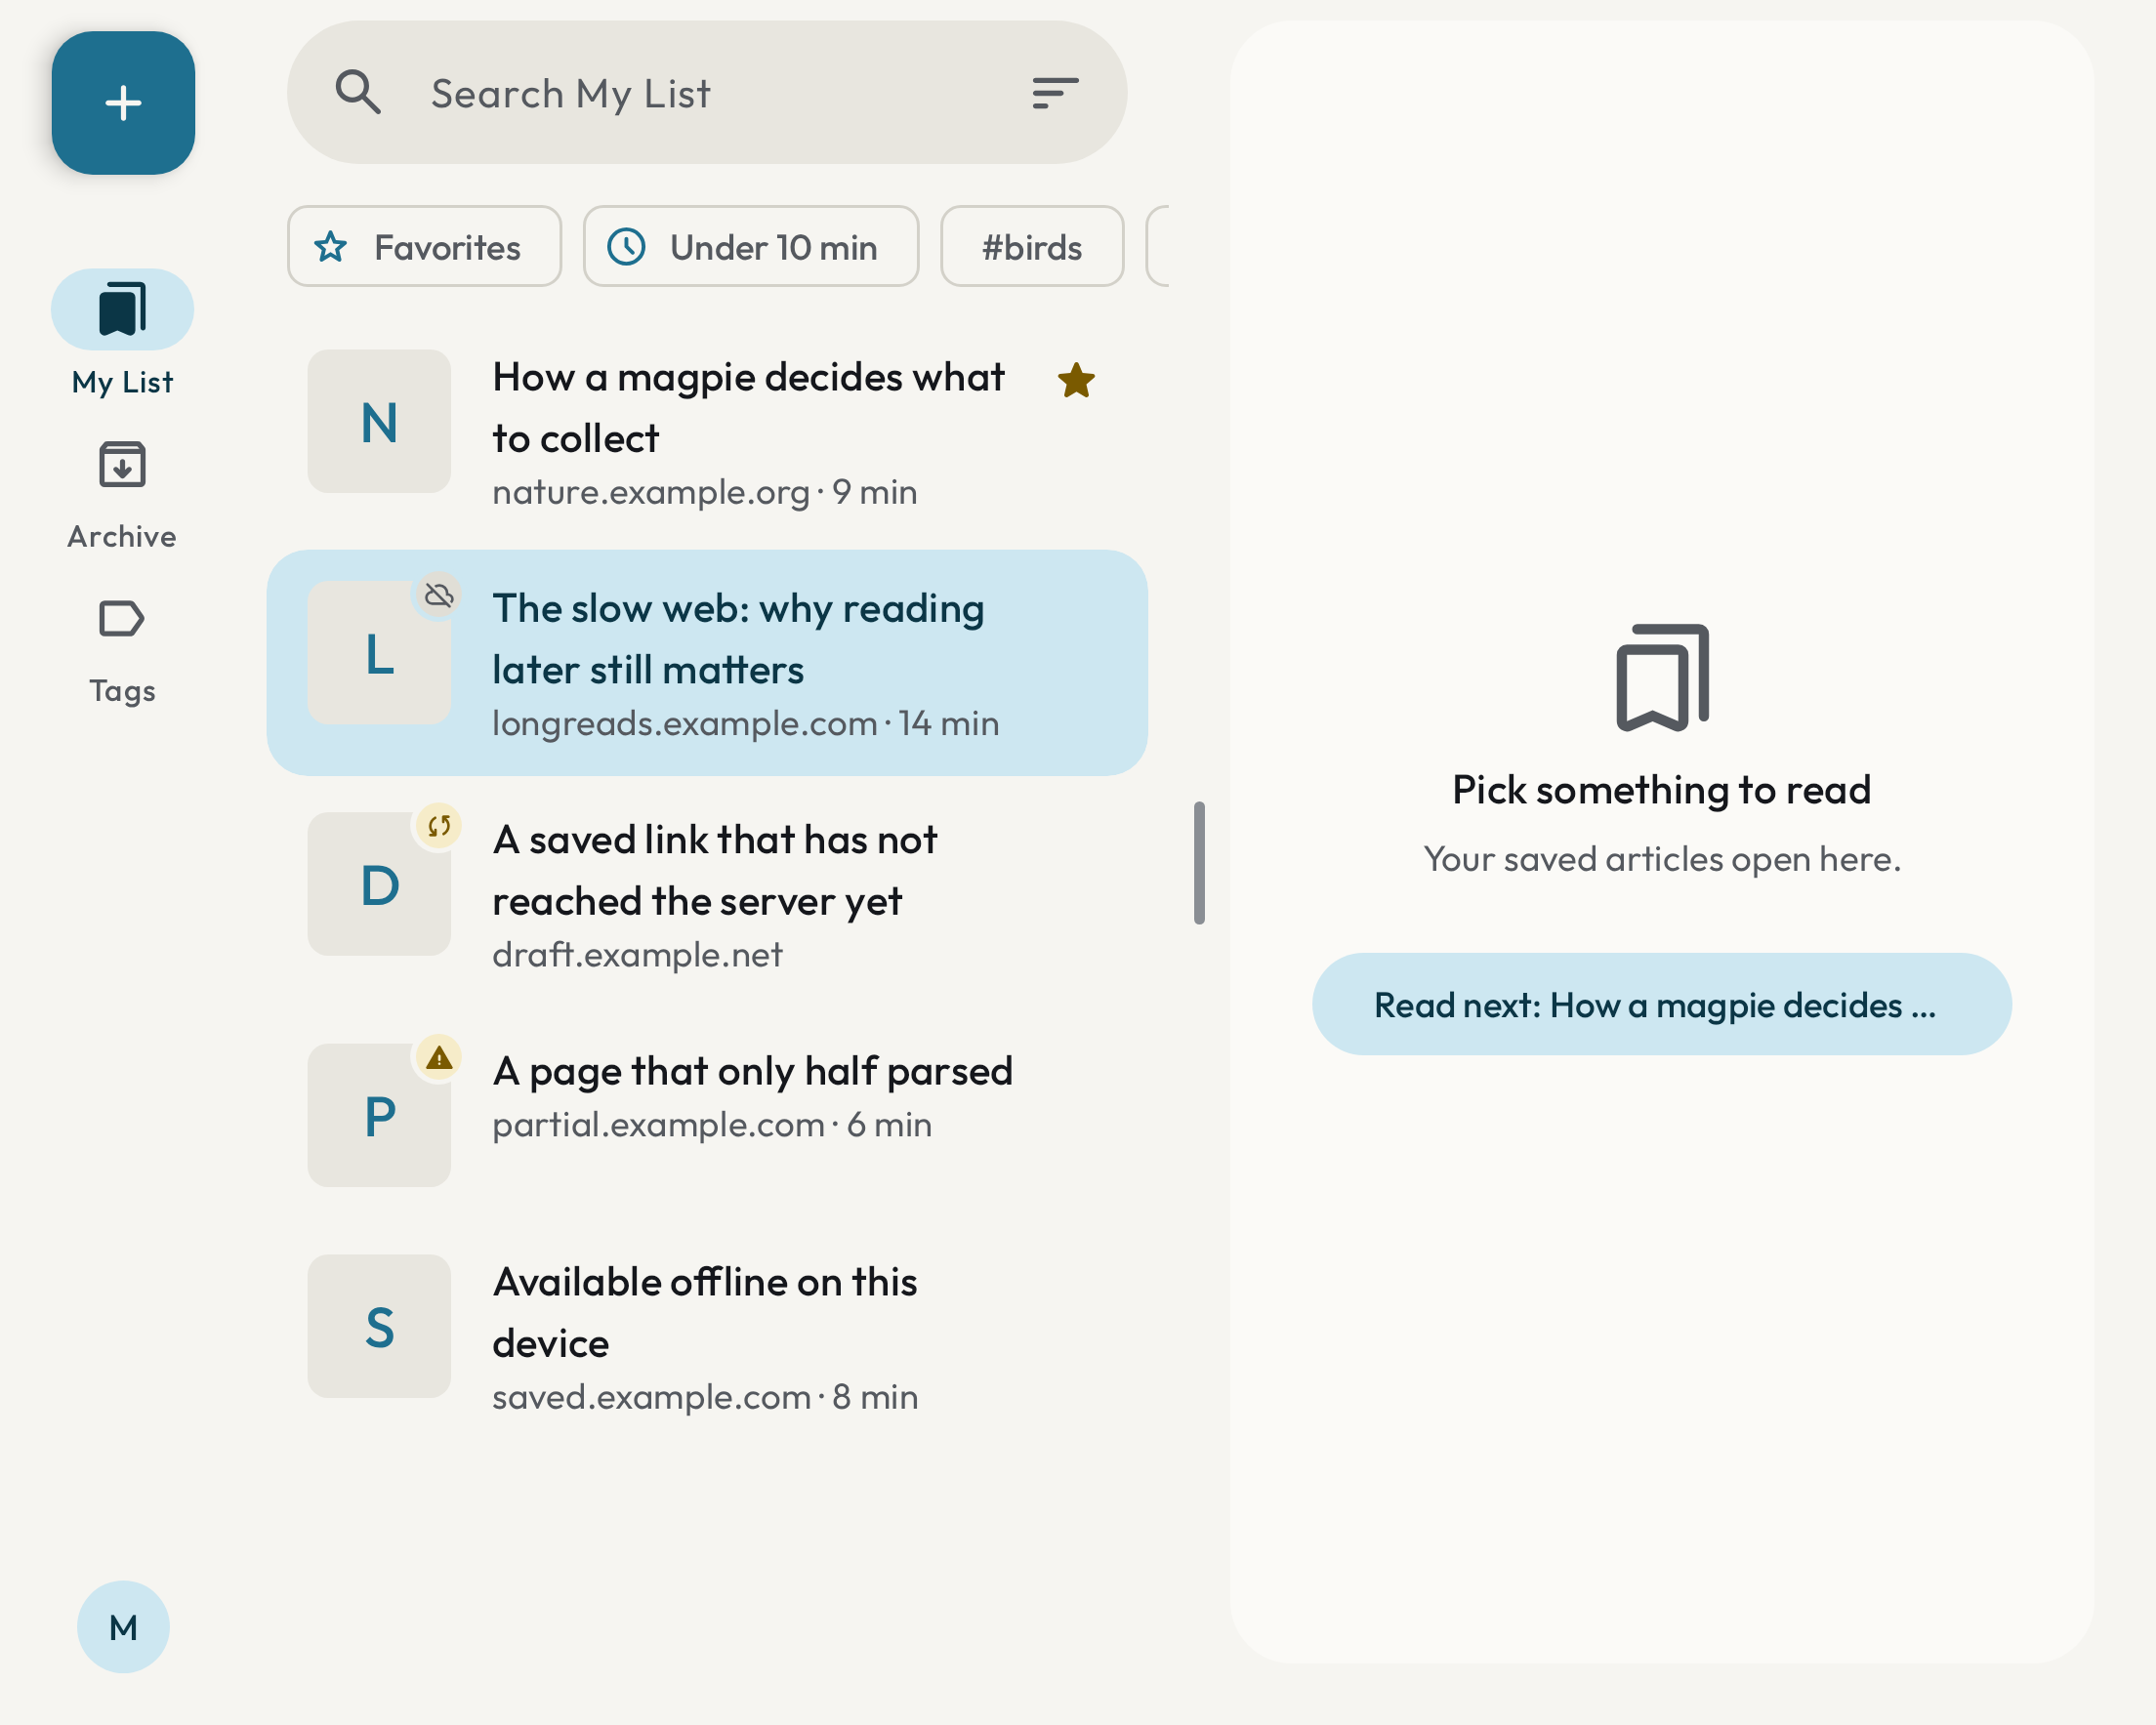 Search My List
Favorites
Under 10 min
#birds
My List
Archive
Tags
N
How a magpie decides what
to collect
nature.example.org · 9 min
L
The slow web: why reading
later still matters
longreads.example.com · 14 min
D
A saved link that has not
reached the server yet
draft.example.net
P
A page that only half parsed
partial.example.com · 6 min
S
Available offline on this
device
saved.example.com · 8 min
M
Pick something to read
Your saved articles open here.
Read next: How a magpie decides ...